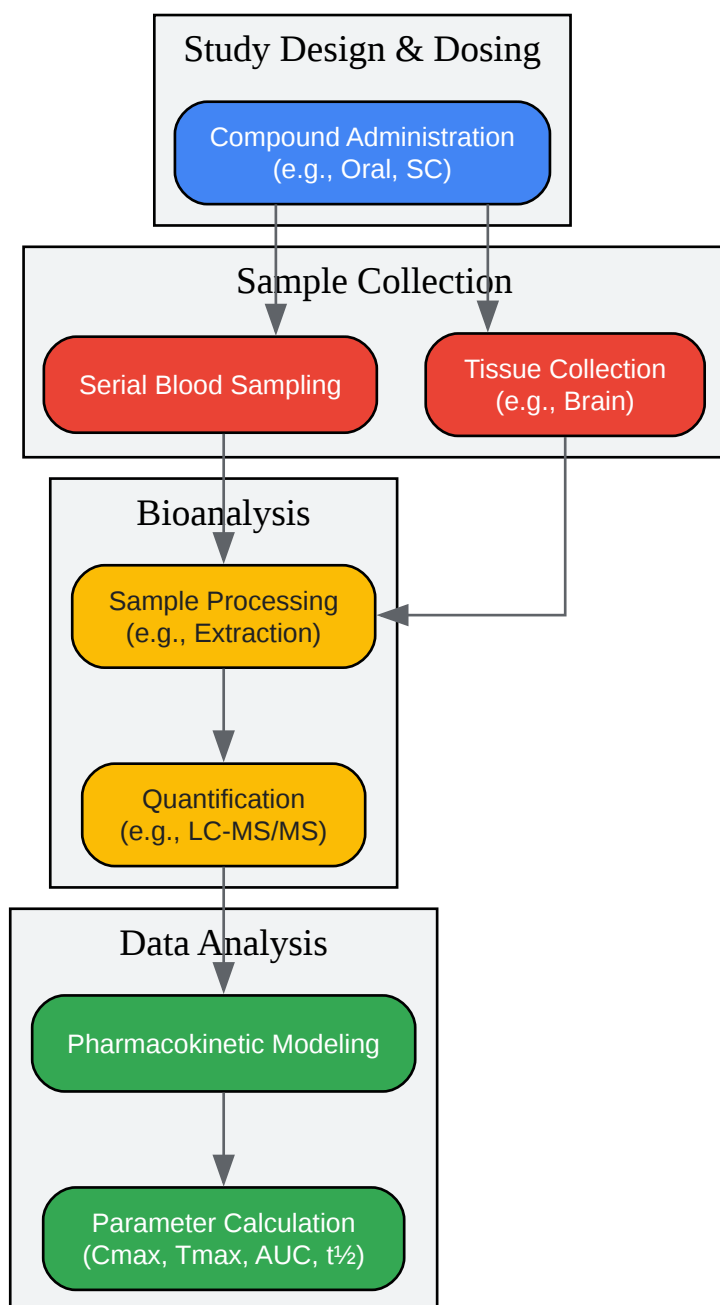 Study Design & Dosing
Compound Administration
(e.g., Oral, SC)
Sample Collection
Serial Blood Sampling
Tissue Collection
(e.g., Brain)
Bioanalysis
Sample Processing
(e.g., Extraction)
Quantification
(e.g., LC-MS/MS)
Data Analysis
Pharmacokinetic Modeling
Parameter Calculation
(Cmax, Tmax, AUC, t½)